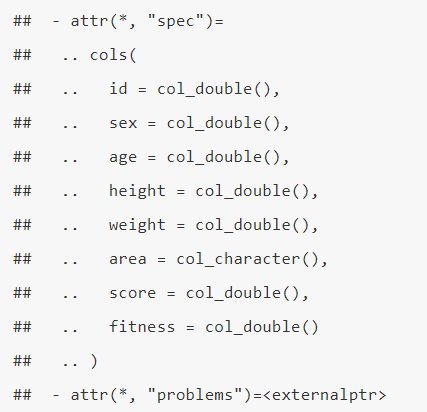 ##  - attr(*, "spec")=
##   .. cols(
##   ..   id = col_double(),
##   ..   sex = col_double(),
##   ..   age = col_double(),
##   ..   height = col_double(),
##   ..   weight = col_double(),
##   ..   area = col_character(),
##   ..   score = col_double(),
##   ..   fitness = col_double()
##   .. )
##  - attr(*, "problems")=<externalptr>